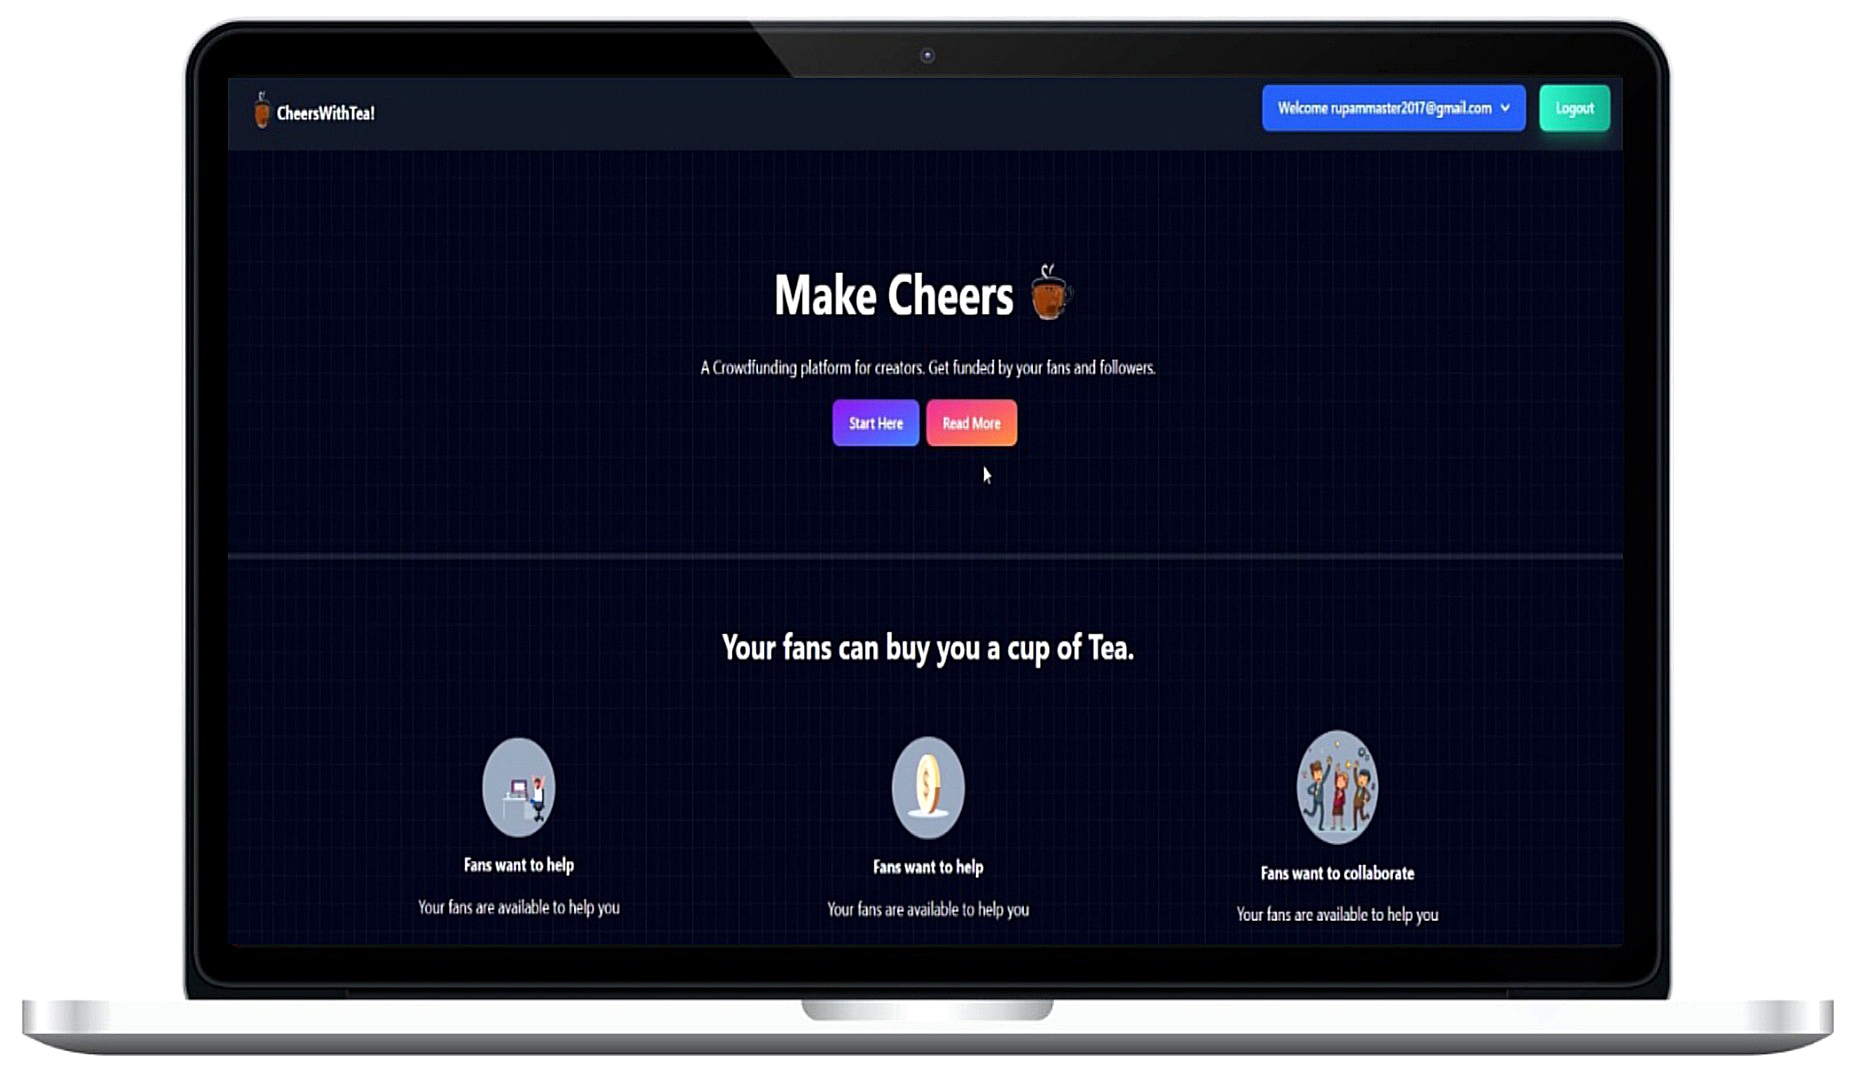 CheersWithTea!
Welcome rupammaster2017@gmail.com
Logout
Make Cheers
A Crowdfunding platform for creators. Get funded by your fans and followers.
Start Here
Read More
Your fans can buy you a cup of Tea.
$
Fans want to help
Your fans are available to help you
Fans want to help
Your fans are available to help you
Fans want to collaborate
Your fans are available to help you